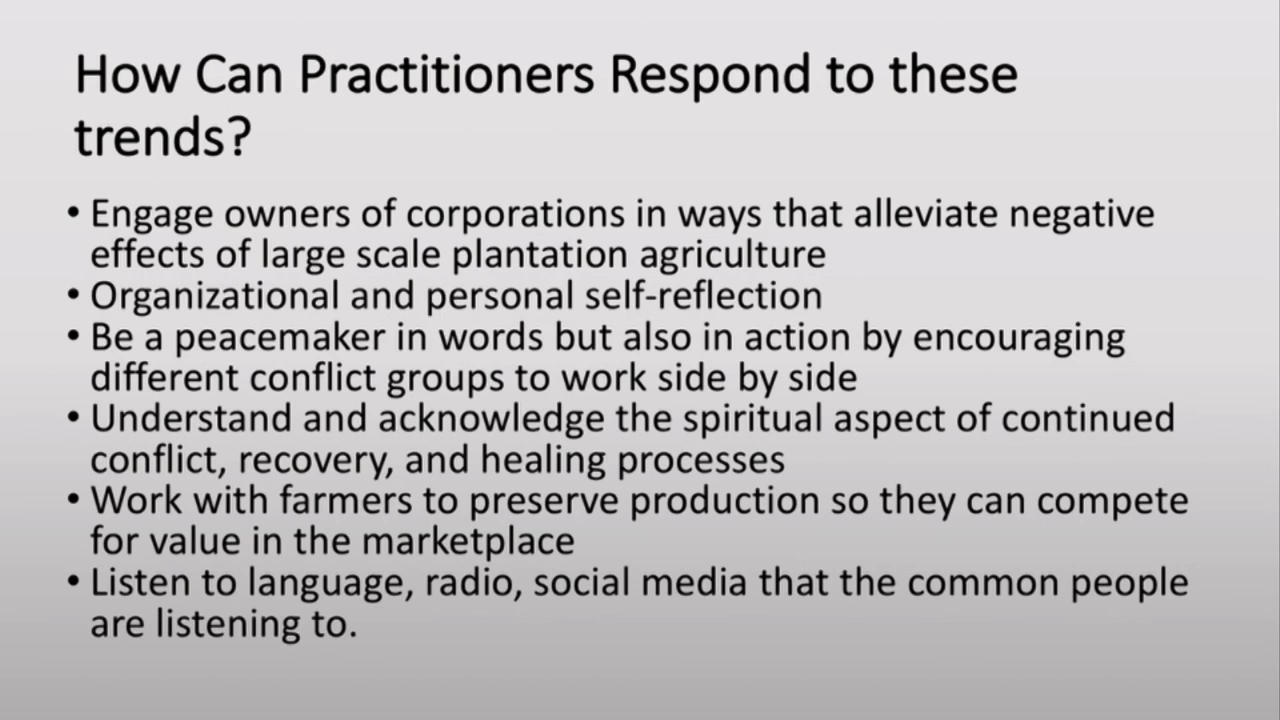 How Can Practitioners Respond to these
trends?
• Engage owners of corporations in ways that alleviate negative
effects of large scale plantation agriculture
• Organizational and personal self-reflection
• Be a peacemaker in words but also in action by encouraging
different conflict groups to work side by side
• Understand and acknowledge the spiritual aspect of continued
conflict, recovery, and healing processes
• Work with farmers to preserve production so they can compete
for value in the marketplace
• Listen to language, radio, social media that the common people
are listening to.